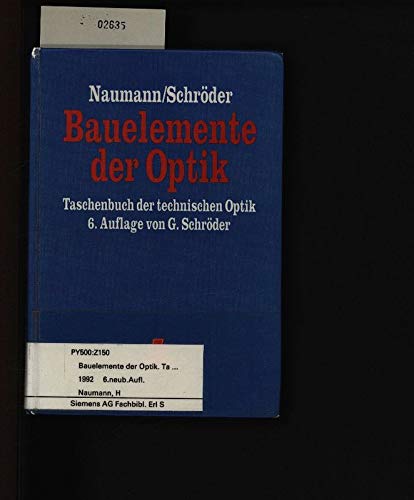 02635
Naumann/Schröder
Bauelemente
der Optik
Taschenbuch der technischen Optik
6. Auflage von G. Schröder
PY500:Z150
Bauelemente der Optik. Ta ...
1992 6.neub.Aufl.
Naumann, H
Siemens AG Fachbibl. Erl S